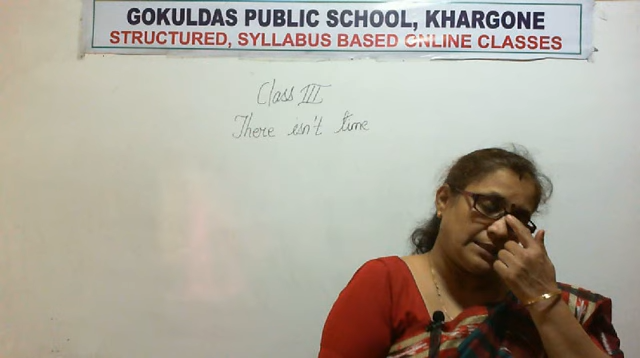 GOKULDAS PUBLIC SCHOOL, KHARGONE
STRUCTURED, SYLLABUS BASED ONLINE CLASSES
Class III
There isn't time